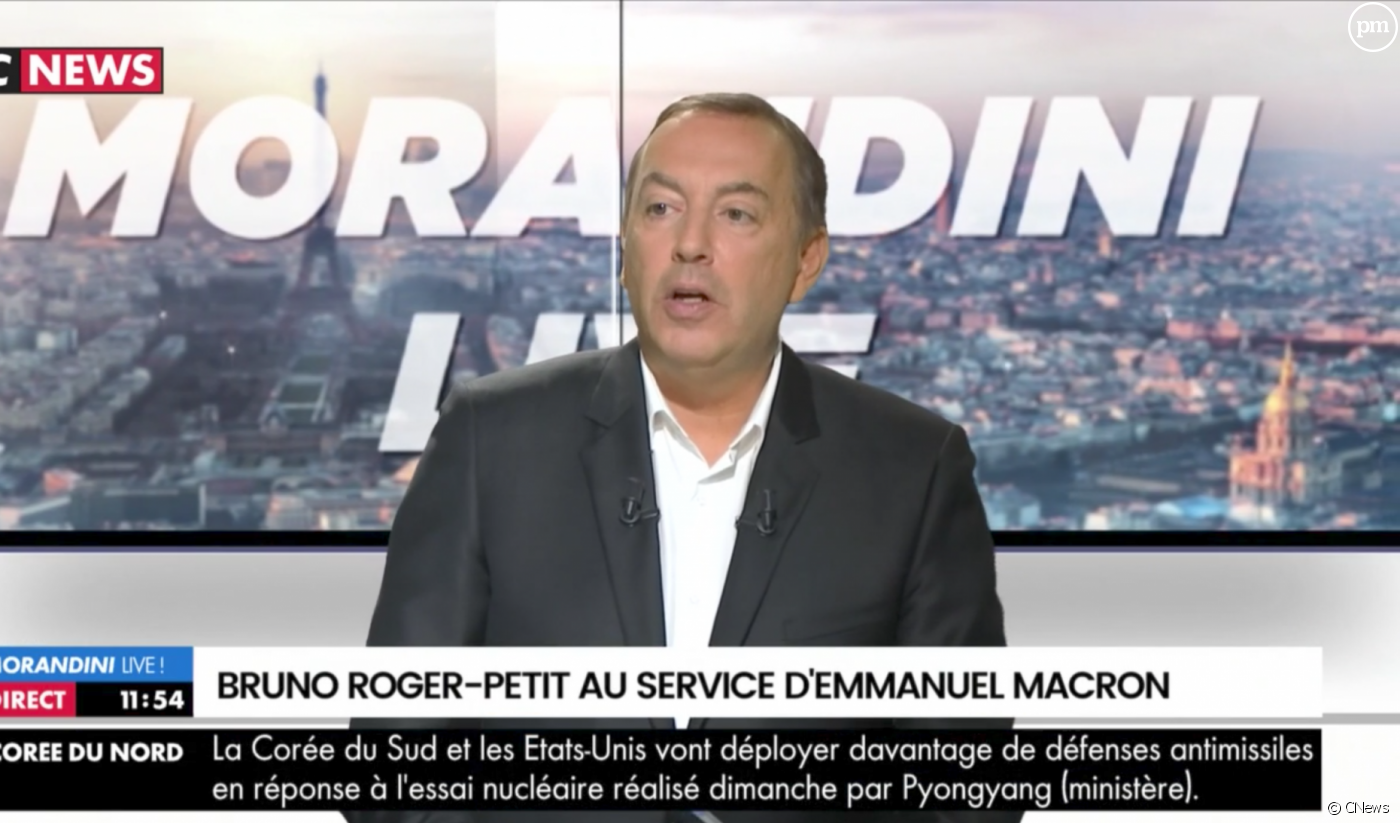 pm
C NEWS
MORANDINI
LIVE
MORANDINI LIVE !
DIRECT 11:54
BRUNO ROGER-PETIT AU SERVICE D'EMMANUEL MACRON
COREE DU NORD
La Corée du Sud et les Etats-Unis vont déployer davantage de défenses antimissiles
en réponse à l'essai nucléaire réalisé dimanche par Pyongyang (ministère).
© CNews